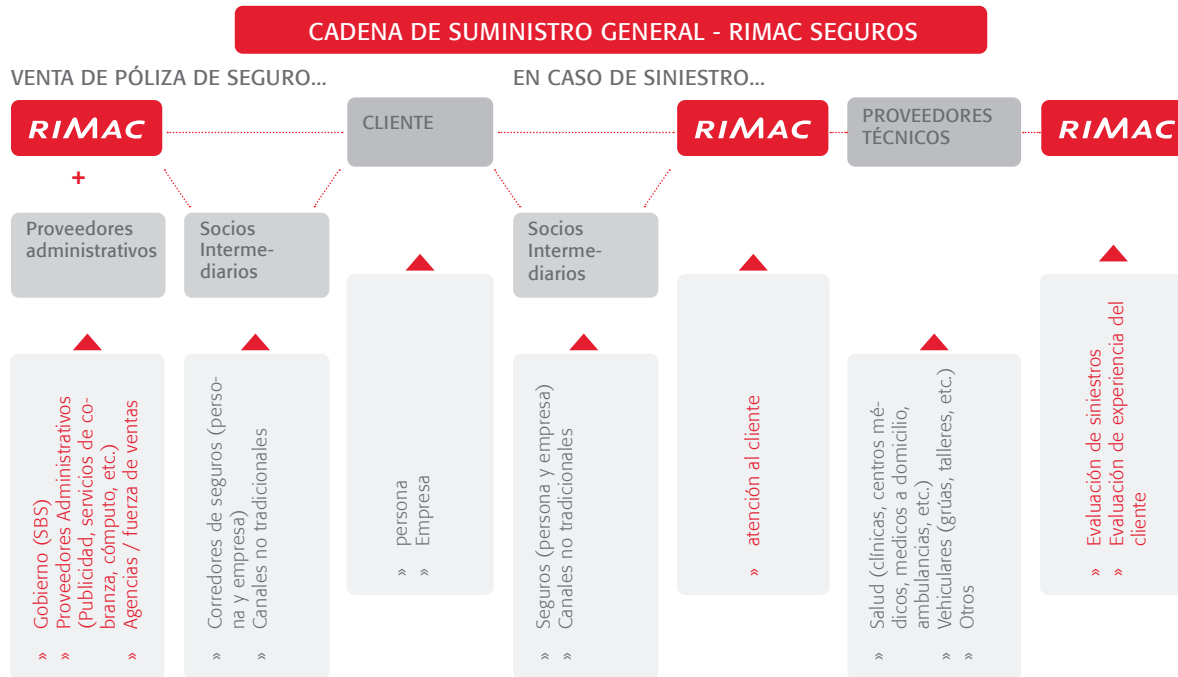 CADENA DE SUMINISTRO GENERAL - RIMAC SEGUROS
VENTA DE PÓLIZA DE SEGURO...
EN CASO DE SINIESTRO...
RIMAC
CLIENTE
RIMAC
PROVEEDORES
TÉCNICOS
RIMAC
+
Proveedores
administrativos
Socios
Interme-
diarios
Socios
Interme-
diarios
» Gobierno (SBS)
» Proveedores Administrativos
(Publicidad, servicios de co-
branza, cómputo, etc.)
» Agencias / fuerza de ventas
» Corredores de seguros (perso-
na y empresa)
» Canales no tradicionales
» persona
» Empresa
» Seguros (persona y empresa)
» Canales no tradicionales
» atención al cliente
» Salud (clínicas, centros mé-
dicos, medicos a domicilio,
ambulancias, etc.)
» Vehiculares (grúas, talleres, etc.)
» Otros
» Evaluación de siniestros
» Evaluación de experiencia del
cliente